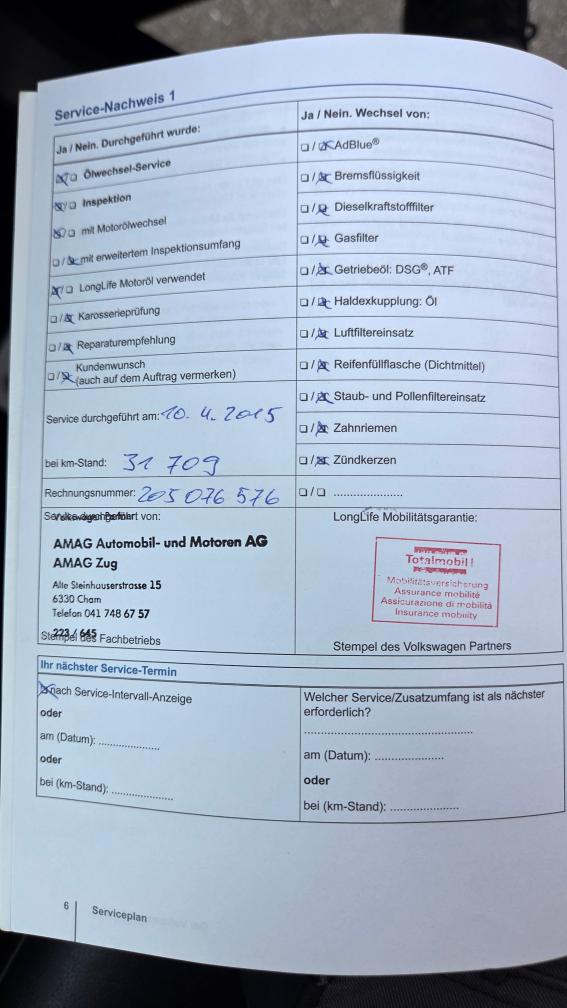 Service-Nachweis 1
Ja / Nein. Durchgeführt wurde:
☒/☐ Ölwechsel-Service
☒/☐ Inspektion
☒/☐ mit Motorölwechsel
☐/☒ mit erweitertem Inspektionsumfang
☒/☐ LongLife Motoröl verwendet
☐/☒ Karosserieprüfung
☐/☒ Reparaturempfehlung
☐/☒ Kundenwunsch
(auch auf dem Auftrag vermerken)
Service durchgeführt am: 10. 4. 2015
bei km-Stand: 31 709
Rechnungsnummer: 205 076 576
Ja / Nein. Wechsel von:
☐/☒ AdBlue®
☐/☒ Bremsflüssigkeit
☐/☒ Dieselkraftstofffilter
☐/☒ Gasfilter
☐/☒ Getriebeöl: DSG®, ATF
☐/☒ Haldexkupplung: Öl
☐/☒ Luftfiltereinsatz
☐/☒ Reifenfüllflasche (Dichtmittel)
☐/☒ Staub- und Pollenfiltereinsatz
☐/☒ Zahnriemen
☐/☒ Zündkerzen
☐/☐ ......................
Service durchgeführt von:
AMAG Automobil- und Motoren AG
AMAG Zug
Alte Steinhauserstrasse 15
6330 Cham
Telefon 041 748 67 57
223 / 645
Stempel des Fachbetriebs
LongLife Mobilitätsgarantie:
Totalmobil!
Mobilitätsversicherung
Assurance mobilité
Assicurazione di mobilità
Insurance mobility
Stempel des Volkswagen Partners
Ihr nächster Service-Termin
☒ nach Service-Intervall-Anzeige
oder
am (Datum): ...................
oder
bei (km-Stand): ...................
Welcher Service/Zusatzumfang ist als nächster
erforderlich?
....................................................
am (Datum): .....................
oder
bei (km-Stand): .....................
6 Serviceplan